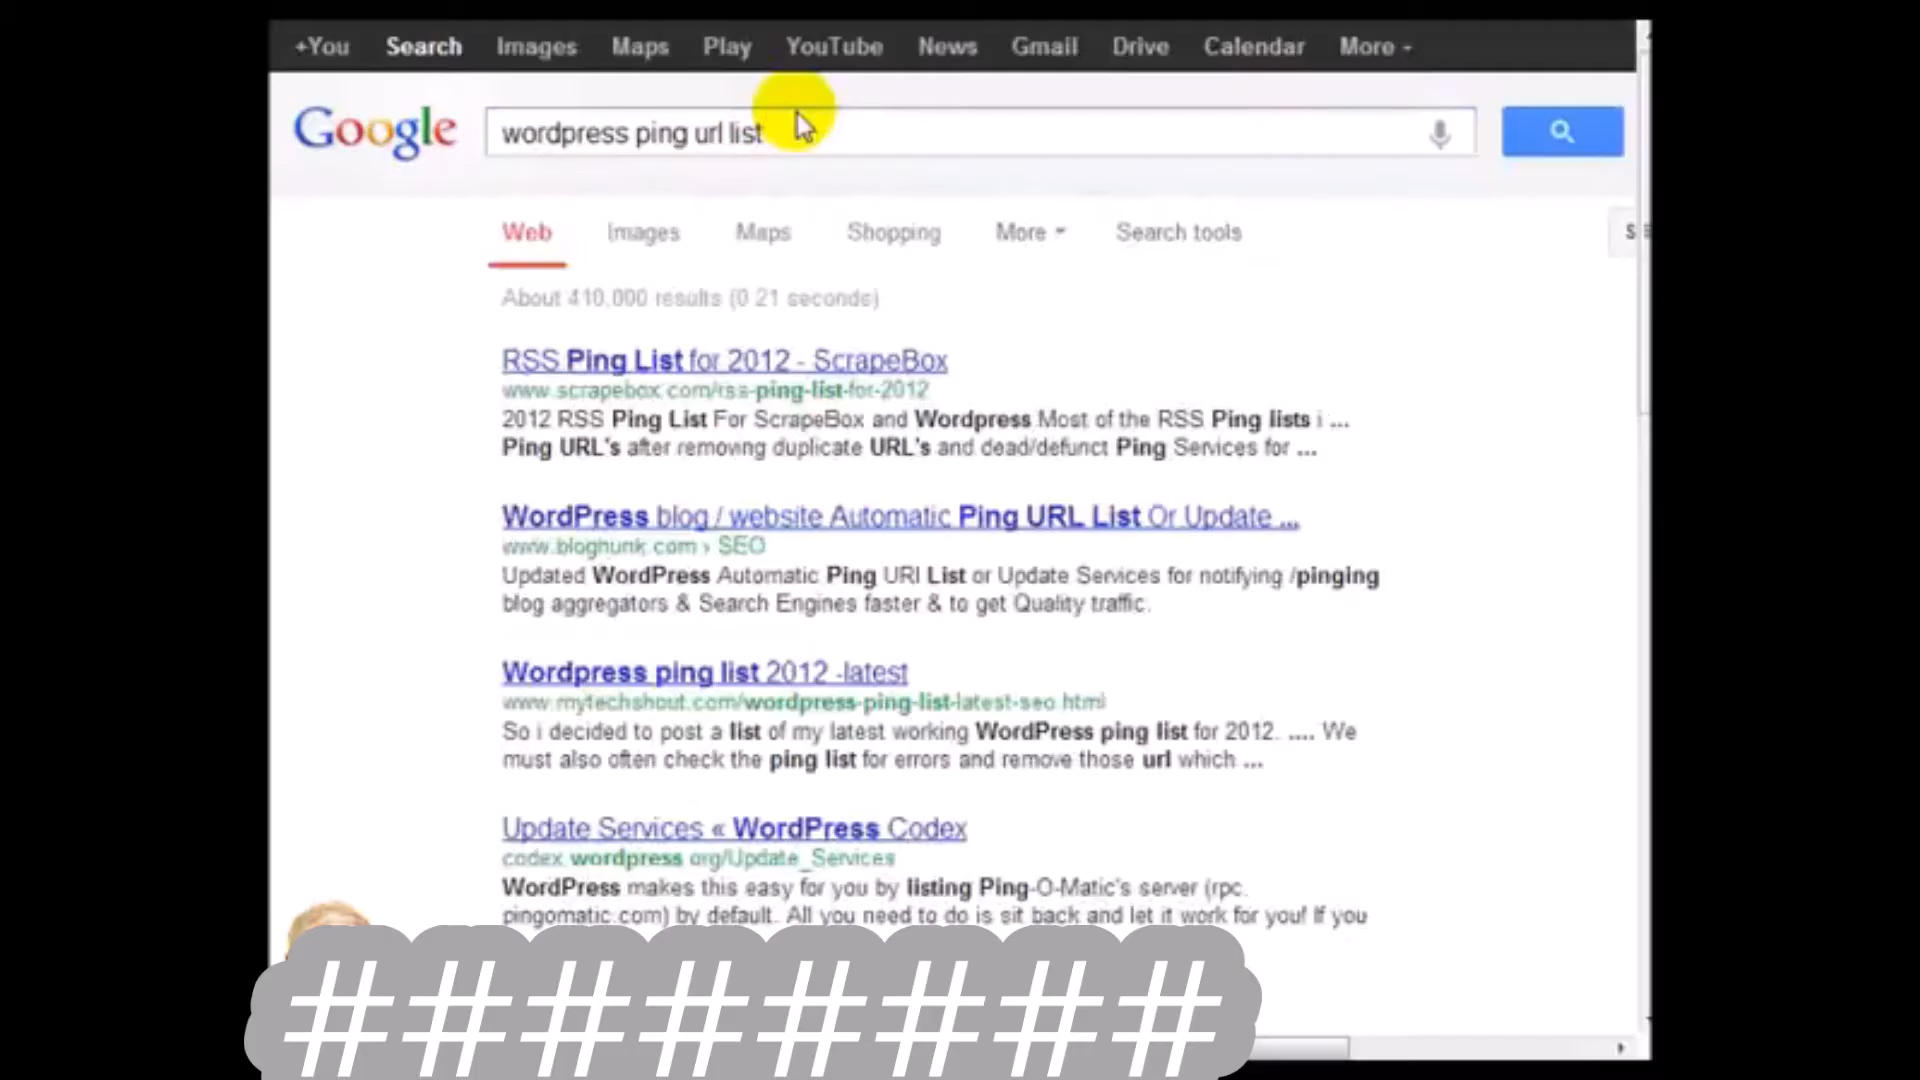 +You Search Images Maps Play YouTube News Gmail Drive Calendar More
Google wordpress ping url list
Web Images Maps Shopping More Search tools
About 410,000 results (0.21 seconds)
RSS Ping List for 2012 - ScrapeBox
www.scrapebox.com/rss-ping-list-for-2012
2012 RSS Ping List For ScrapeBox and Wordpress Most of the RSS Ping lists i ...
Ping URL's after removing duplicate URL's and dead/defunct Ping Services for ...
WordPress blog / website Automatic Ping URL List Or Update ...
www.bloghunk.com › SEO
Updated WordPress Automatic Ping URl List or Update Services for notifying /pinging
blog aggregators & Search Engines faster & to get Quality traffic.
Wordpress ping list 2012 -latest
www.mytechshout.com/wordpress-ping-list-latest-seo.html
So i decided to post a list of my latest working WordPress ping list for 2012. .... We
must also often check the ping list for errors and remove those url which ...
Update Services « WordPress Codex
codex.wordpress.org/Update_Services
WordPress makes this easy for you by listing Ping-O-Matic's server (rpc.
pingomatic.com) by default. All you need to do is sit back and let it work for you! If you
########